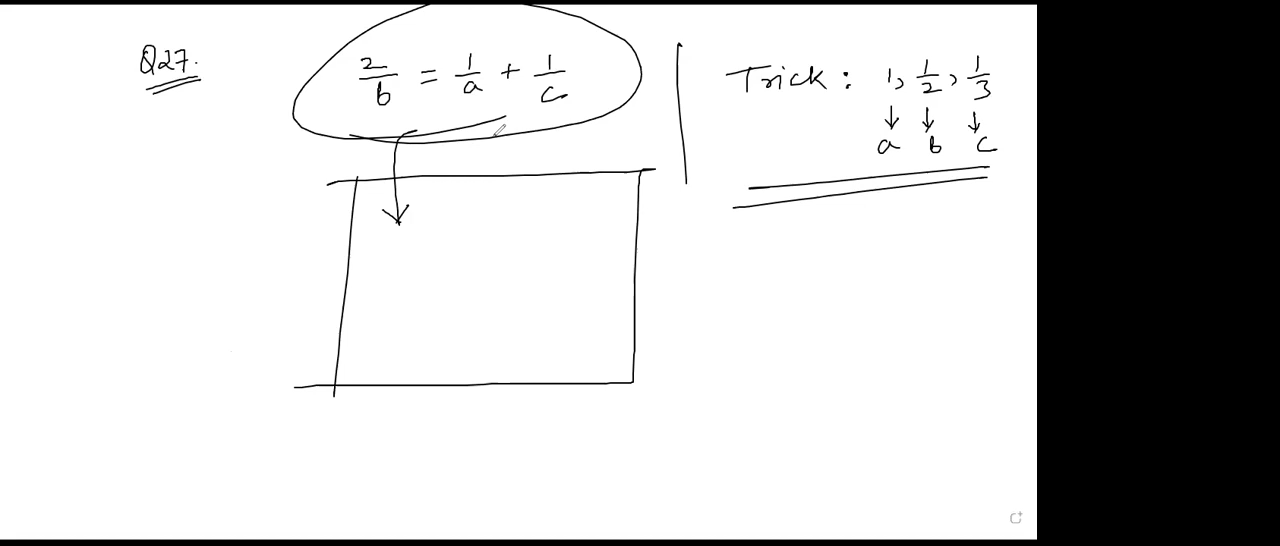 Q27.
2/b = 1/a + 1/c
Trick : 1, 1/2, 1/3
↓ ↓ ↓
a b c